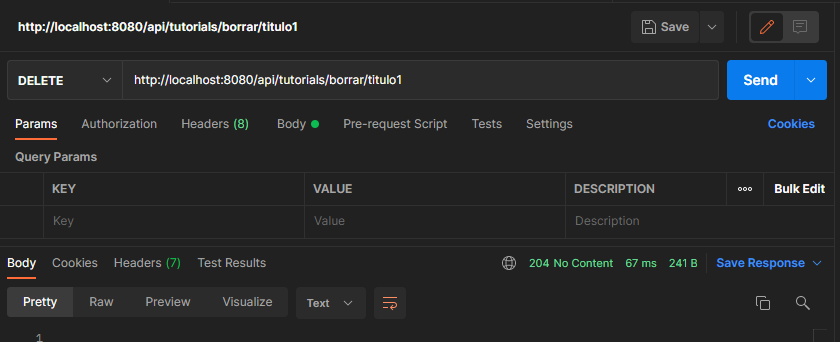 http://localhost:8080/api/tutorials/borrar/titulo1 Save
DELETE http://localhost:8080/api/tutorials/borrar/titulo1 Send
Params Authorization Headers (8) Body Pre-request Script Tests Settings Cookies
Query Params
KEY VALUE DESCRIPTION ooo Bulk Edit
Key Value Description
Body Cookies Headers (7) Test Results 204 No Content 67 ms 241 B Save Response
Pretty Raw Preview Visualize Text
1